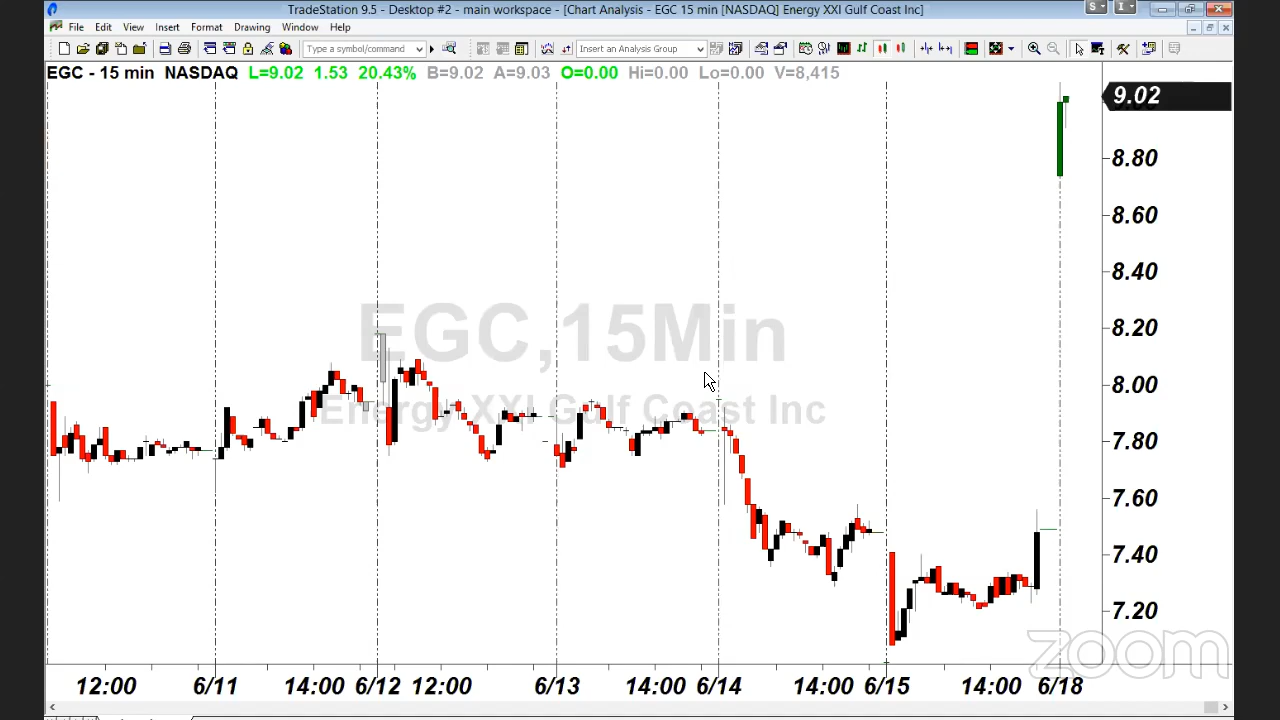 TradeStation 9.5 - Desktop #2 - main workspace - [Chart Analysis - EGC 15 min [NASDAQ] Energy XXI Gulf Coast Inc]
S
I
File Edit View Insert Format Drawing Window Help
Type a symbol/command
Insert an Analysis Group
EGC - 15 min NASDAQ L=9.02 1.53 20.43% B=9.02 A=9.03 O=0.00 Hi=0.00 Lo=0.00 V=8,415
9.02
8.80
8.60
8.40
8.20
8.00
7.80
7.60
7.40
7.20
EGC,15Min
Energy XXI Gulf Coast Inc
zoom
12:00 6/11 14:00 6/12 12:00 6/13 14:00 6/14 14:00 6/15 14:00 6/18